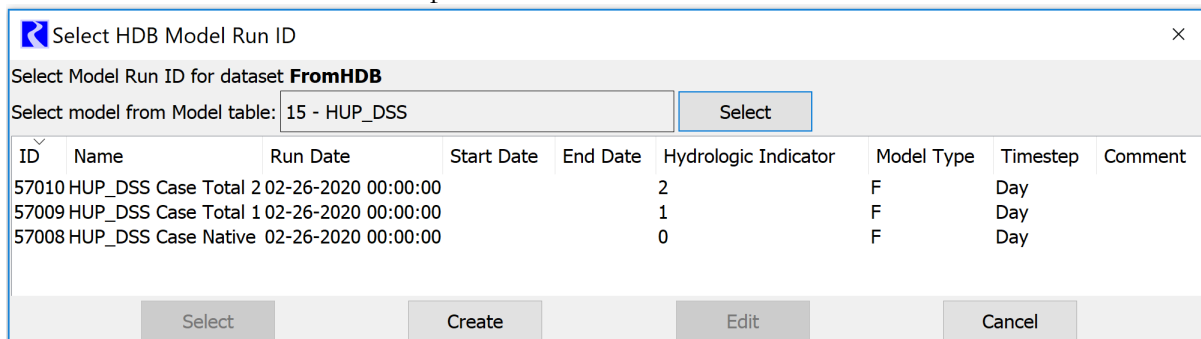 Select HDB Model Run ID
Select Model Run ID for dataset FromHDB
Select model from Model table: 15 - HUP_DSS Select
ID Name Run Date Start Date End Date Hydrologic Indicator Model Type Timestep Comment
57010 HUP_DSS Case Total 2 02-26-2020 00:00:00 2 F Day
57009 HUP_DSS Case Total 1 02-26-2020 00:00:00 1 F Day
57008 HUP_DSS Case Native 02-26-2020 00:00:00 0 F Day
Select Create Edit Cancel